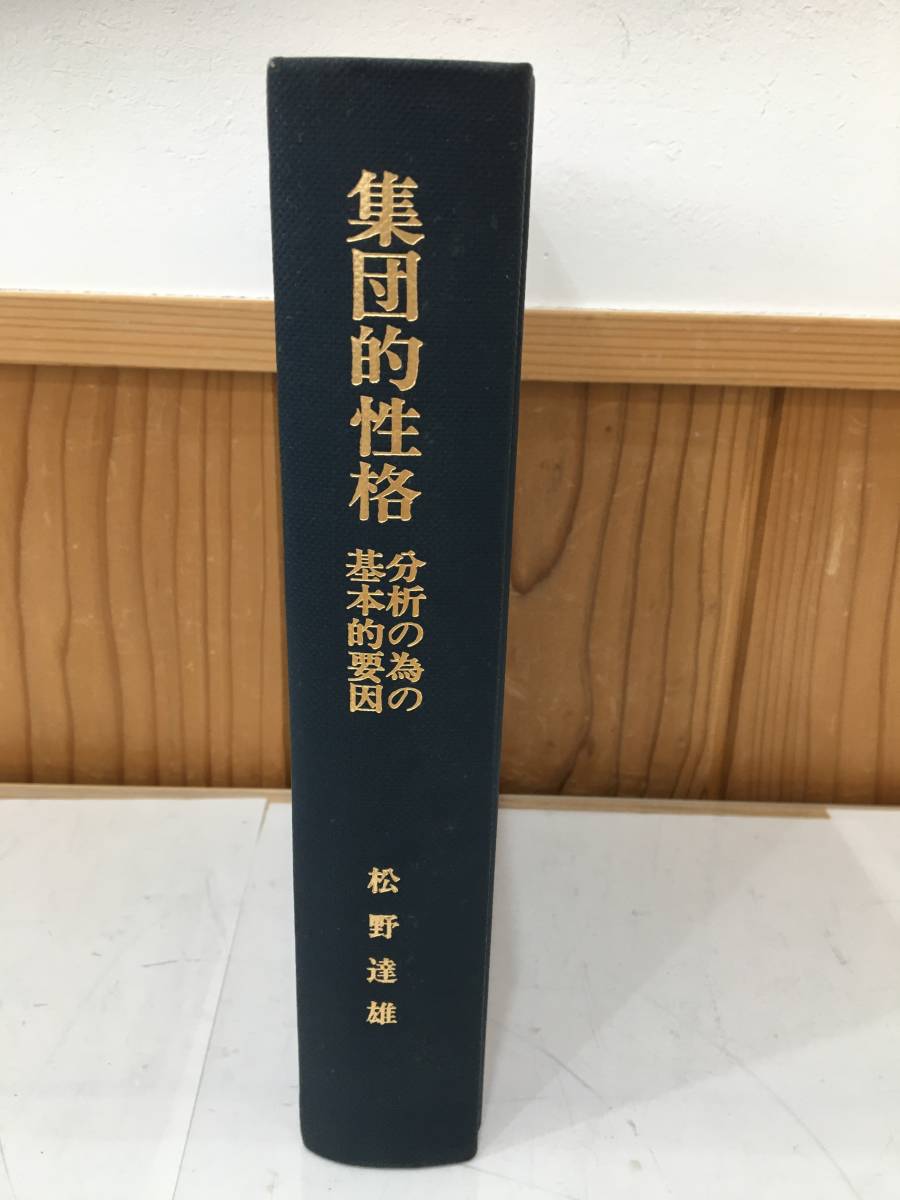 集団的性格
分析の為の
基本的要因
松野達雄